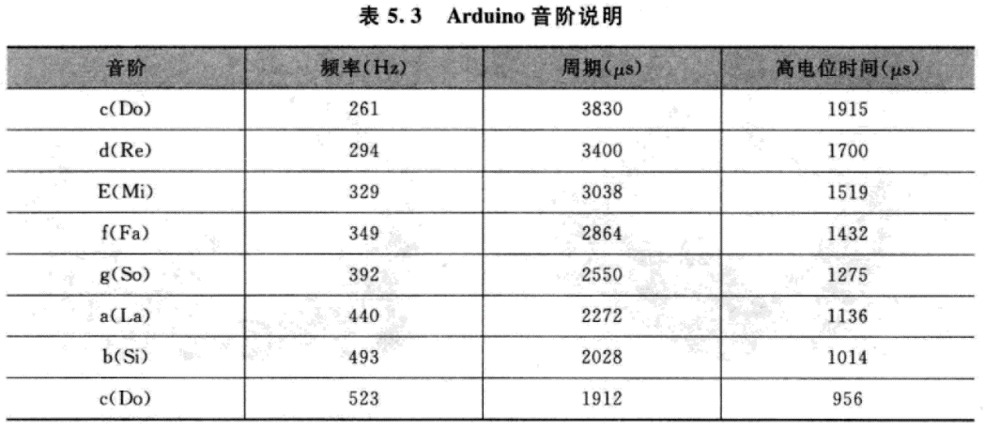 表 5.3 Arduino 音阶说明
音阶 频率(Hz) 周期(μs) 高电位时间(μs)
c(Do) 261 3830 1915
d(Re) 294 3400 1700
E(Mi) 329 3038 1519
f(Fa) 349 2864 1432
g(So) 392 2550 1275
a(La) 440 2272 1136
b(Si) 493 2028 1014
c(Do) 523 1912 956